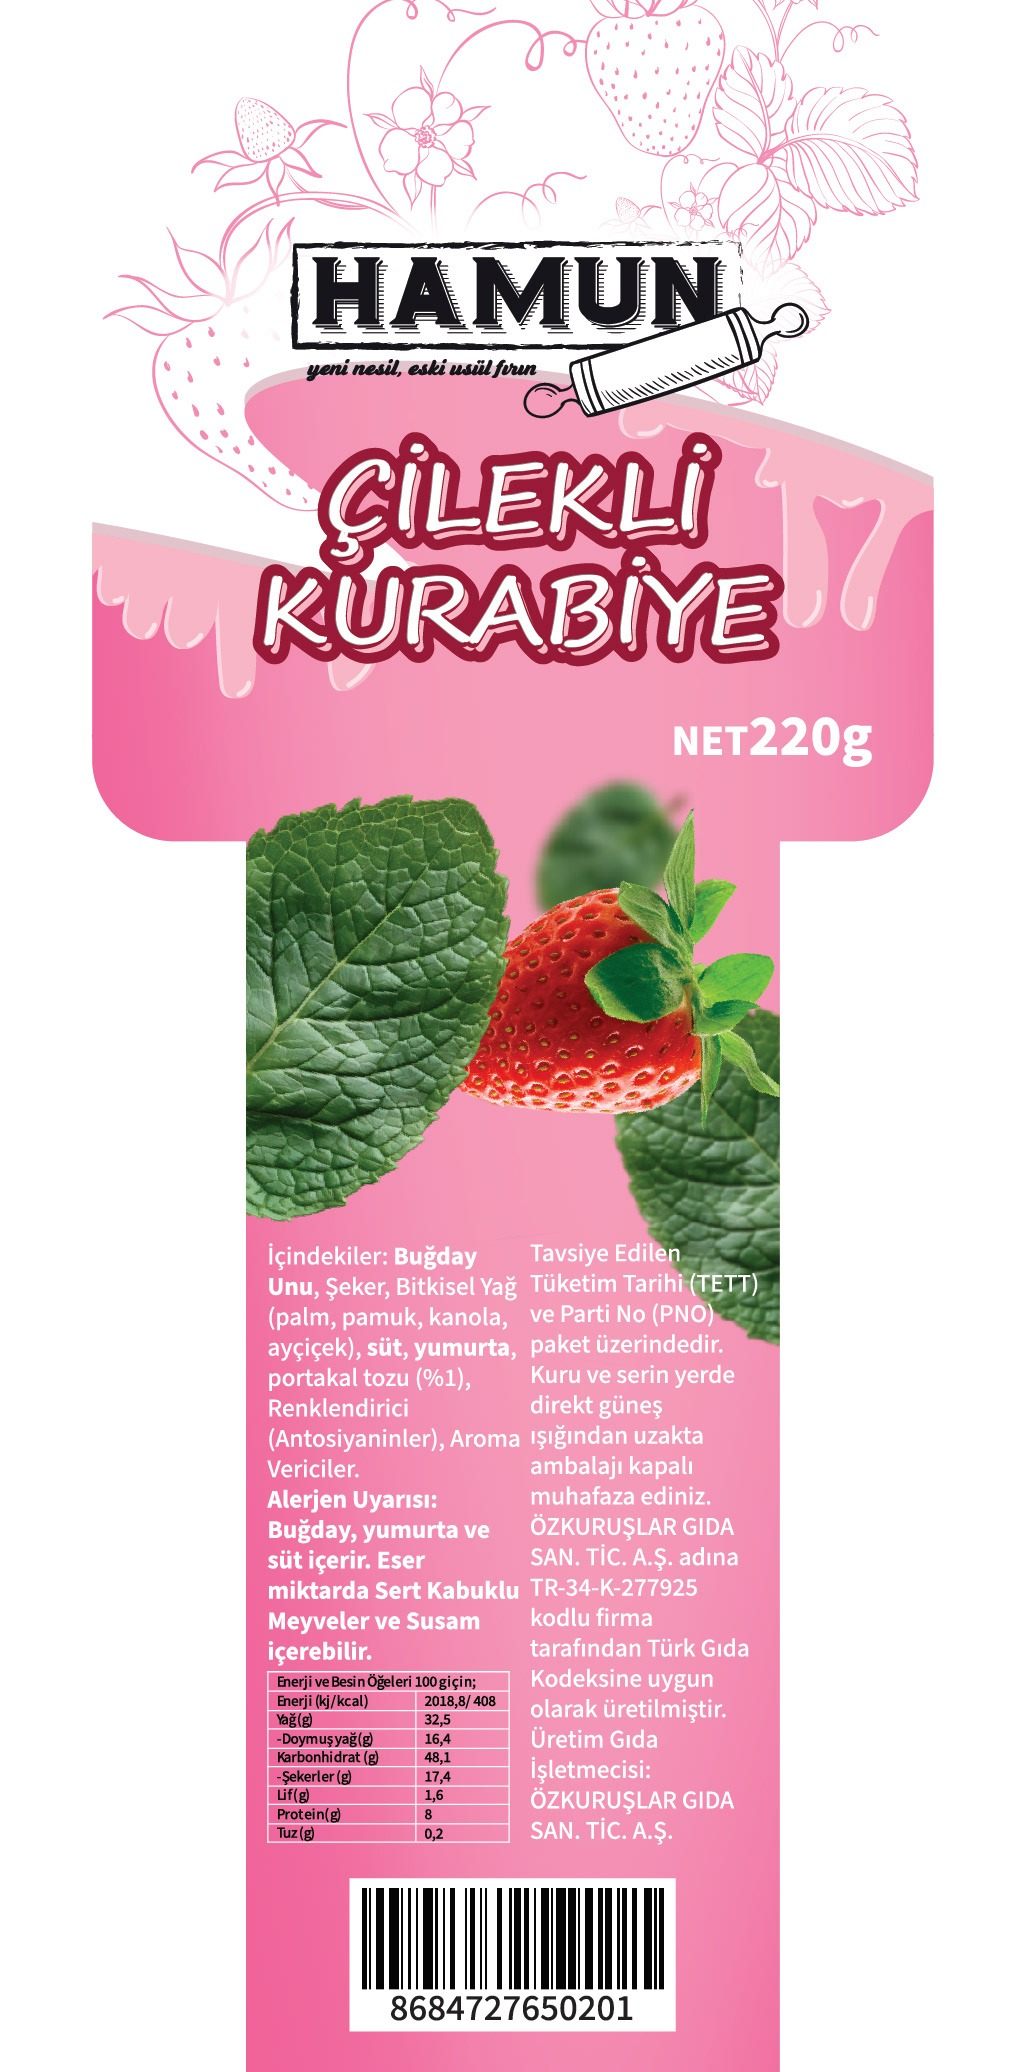 HAMUN
yeni nesil, eski usül fırın
ÇİLEKLİ
KURABİYE
NET220g
İçindekiler: Buğday
Unu, Şeker, Bitkisel Yağ
(palm, pamuk, kanola,
ayçiçek), süt, yumurta,
portakal tozu (%1),
Renklendirici
(Antosiyaninler), Aroma
Vericiler.
Alerjen Uyarısı:
Buğday, yumurta ve
süt içerir. Eser
miktarda Sert Kabuklu
Meyveler ve Susam
içerebilir.
Enerji ve Besin Öğeleri 100 g için;
Enerji (kj/kcal) 2018,8/ 408
Yağ(g) 32,5
-Doymuş yağ(g) 16,4
Karbonhidrat (g) 48,1
-Şekerler (g) 17,4
Lif(g) 1,6
Protein(g) 8
Tuz (g) 0,2
Tavsiye Edilen
Tüketim Tarihi (TETT)
ve Parti No (PNO)
paket üzerindedir.
Kuru ve serin yerde
direkt güneş
ışığından uzakta
ambalajı kapalı
muhafaza ediniz.
ÖZKURUŞLAR GIDA
SAN. TİC. A.Ş. adına
TR-34-K-277925
kodlu firma
tarafından Türk Gıda
Kodeksine uygun
olarak üretilmiştir.
Üretim Gıda
İşletmecisi:
ÖZKURUŞLAR GIDA
SAN. TİC. A.Ş.
8684727650201